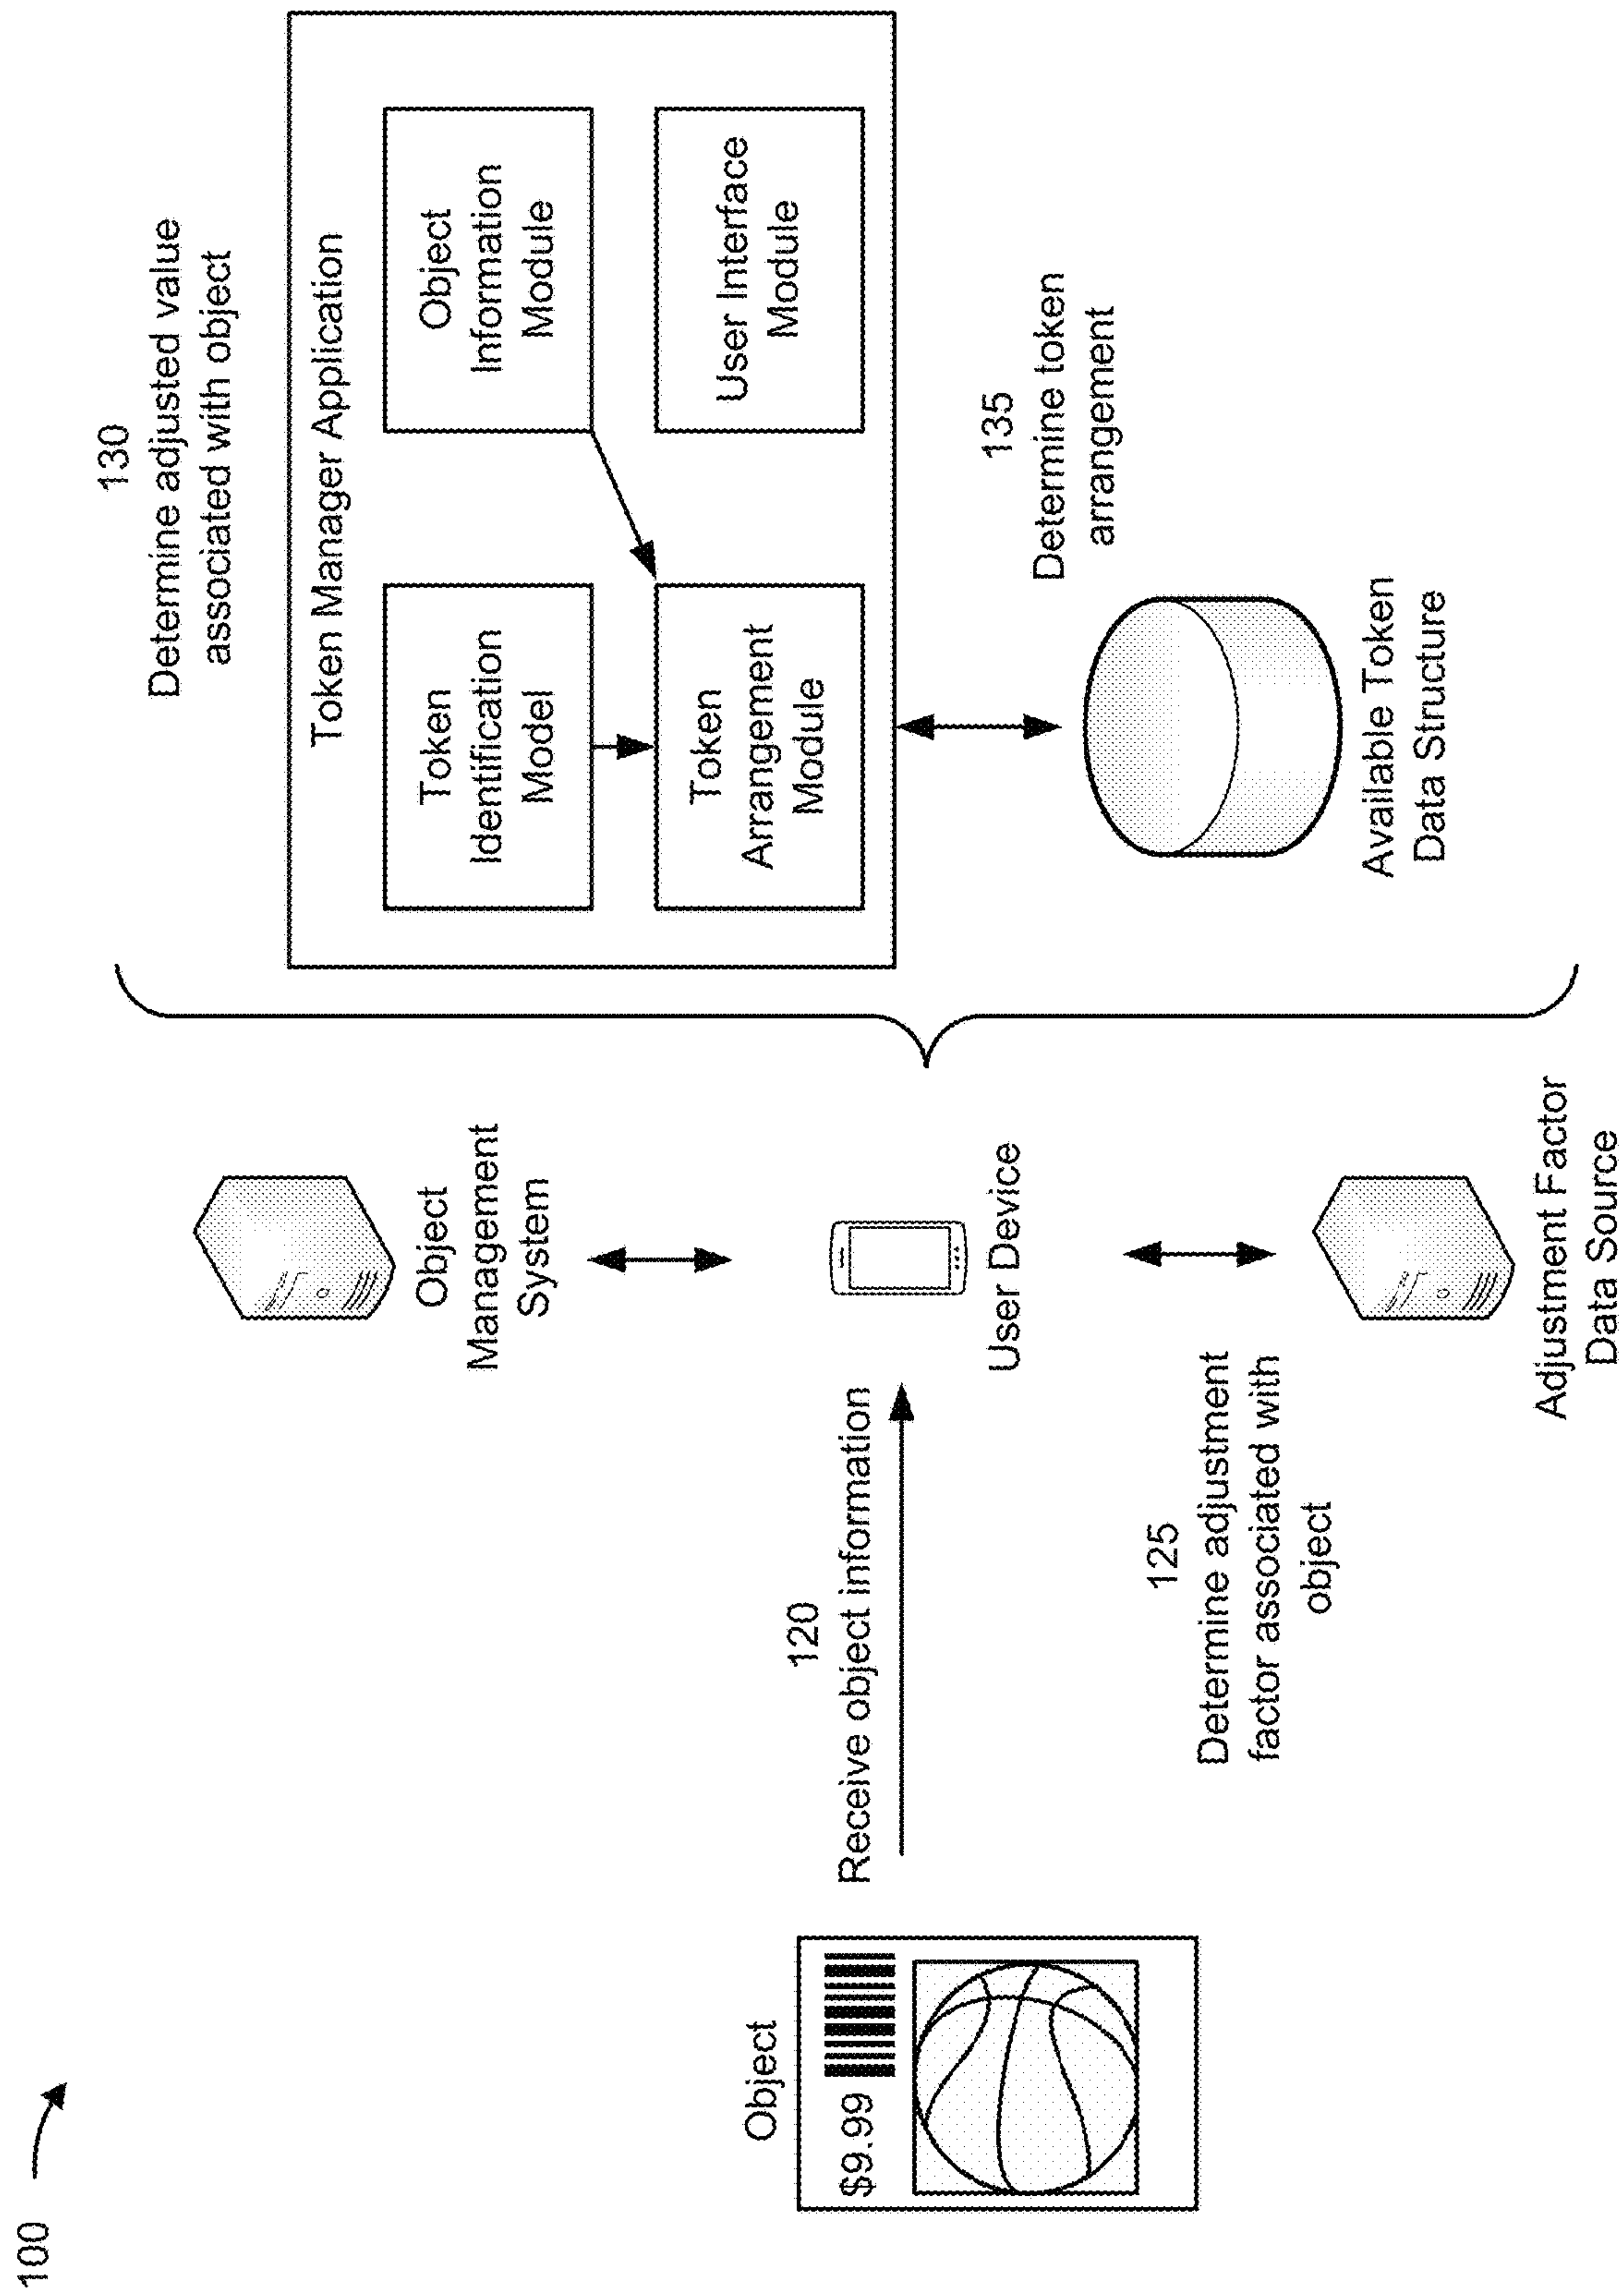 100
Object
$9.99
120
Receive object information
Object
Management
System
User Device
125
Determine adjustment
factor associated with
object
Adjustment Factor
Data Source
130
Determine adjusted value
associated with object
Token Manager Application
Token
Identification
Model
Object
Information
Module
Token
Arrangement
Module
User Interface
Module
135
Determine token
arrangement
Available Token
Data Structure